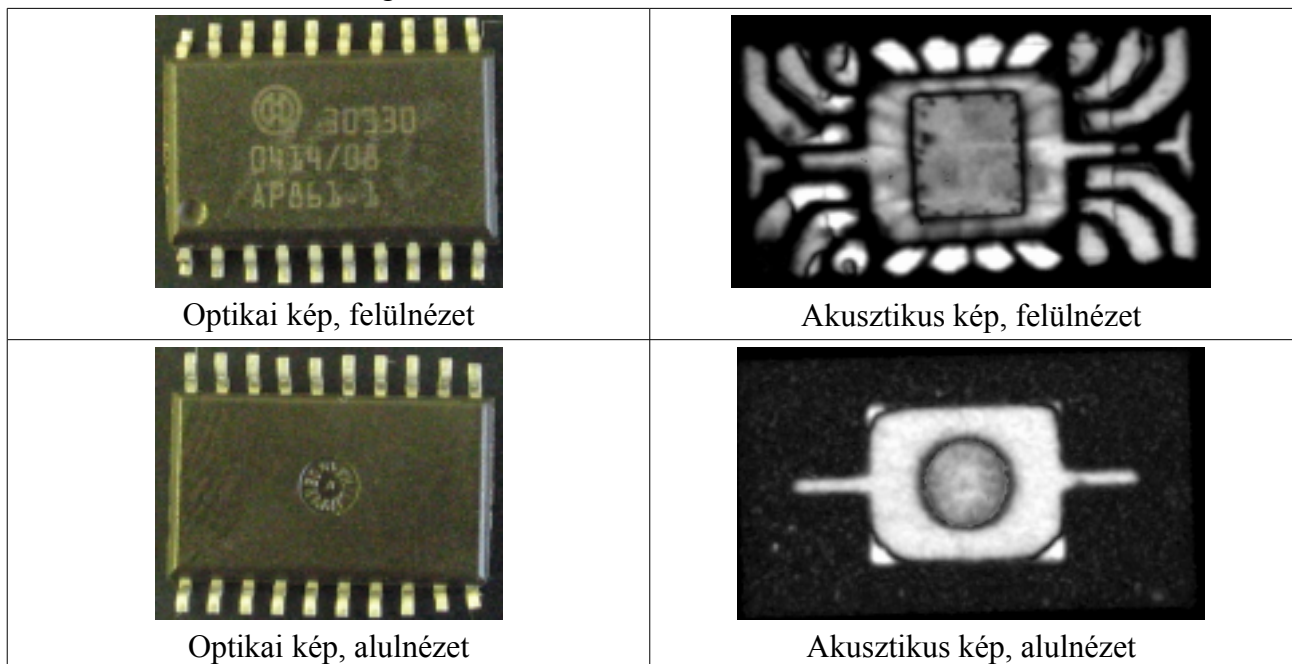 30330
0414/08
AP861-1
Optikai kép, felülnézet
Akusztikus kép, felülnézet
Optikai kép, alulnézet
Akusztikus kép, alulnézet